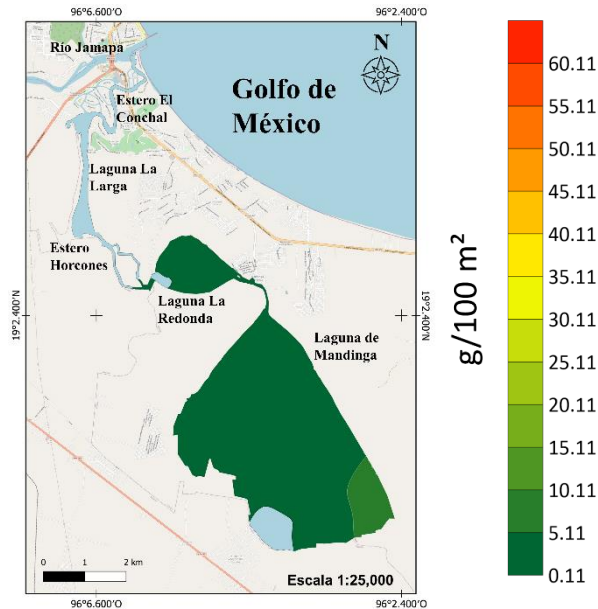 96°6.600'O
96°2.400'O
Río Jamapa
N
Estero El
Conchal
Golfo de
México
Laguna La
Larga
Estero
Horcones
Laguna La
Redonda
Laguna de
Mandinga
19°2.400'N
19°2.400'N
0 1 2 km
Escala 1:25,000
96°6.600'O
96°2.400'O
g/100 m²
60.11
55.11
50.11
45.11
40.11
35.11
30.11
25.11
20.11
15.11
10.11
5.11
0.11